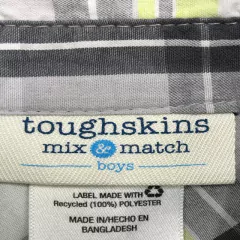 toughskins
mix & match
boys
LABEL MADE WITH
Recycled (100%) POLYESTER
MADE IN/HECHO EN
BANGLADESH